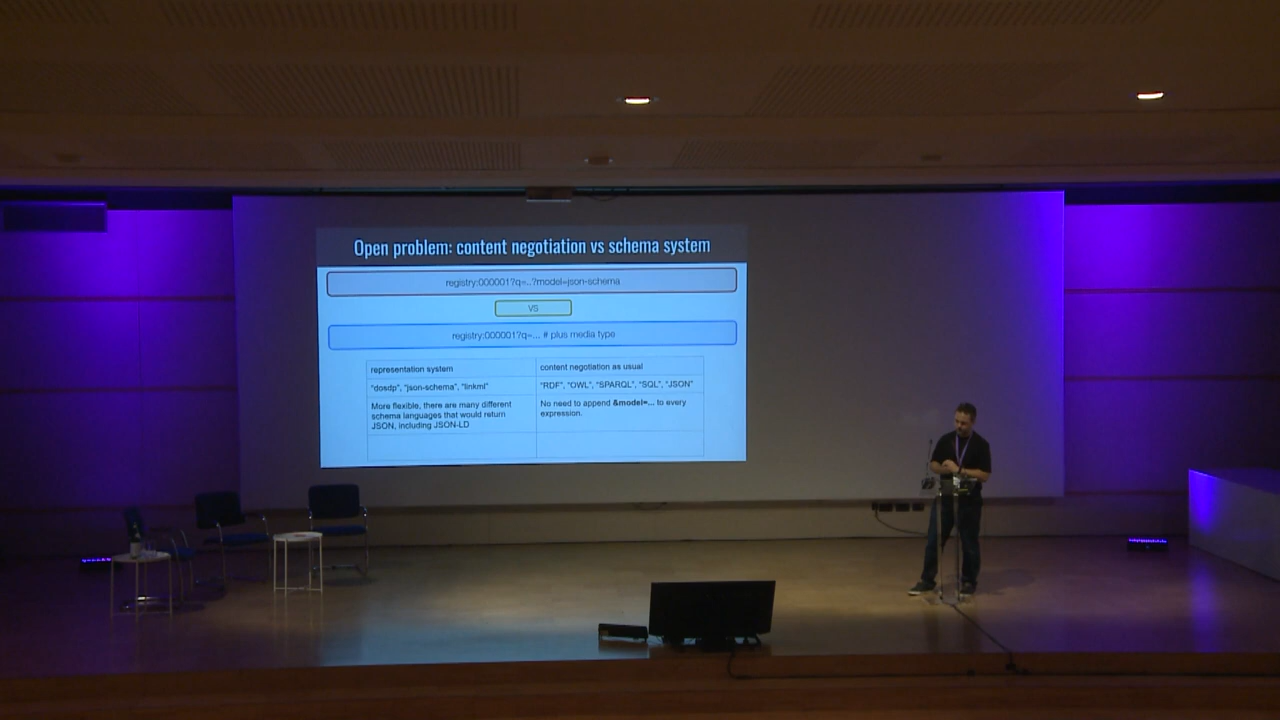 Open problem: content negotiation vs schema system
registry:000001?q=..?model=json-schema
VS
registry:000001?q=... # plus media type
representation system
content negotiation as usual
"dosdp", "json-schema", "linkml"
"RDF", "OWL", "SPARQL", "SQL", "JSON"
More flexible, there are many different
schema languages that would return
JSON, including JSON-LD
No need to append &model=... to every
expression.